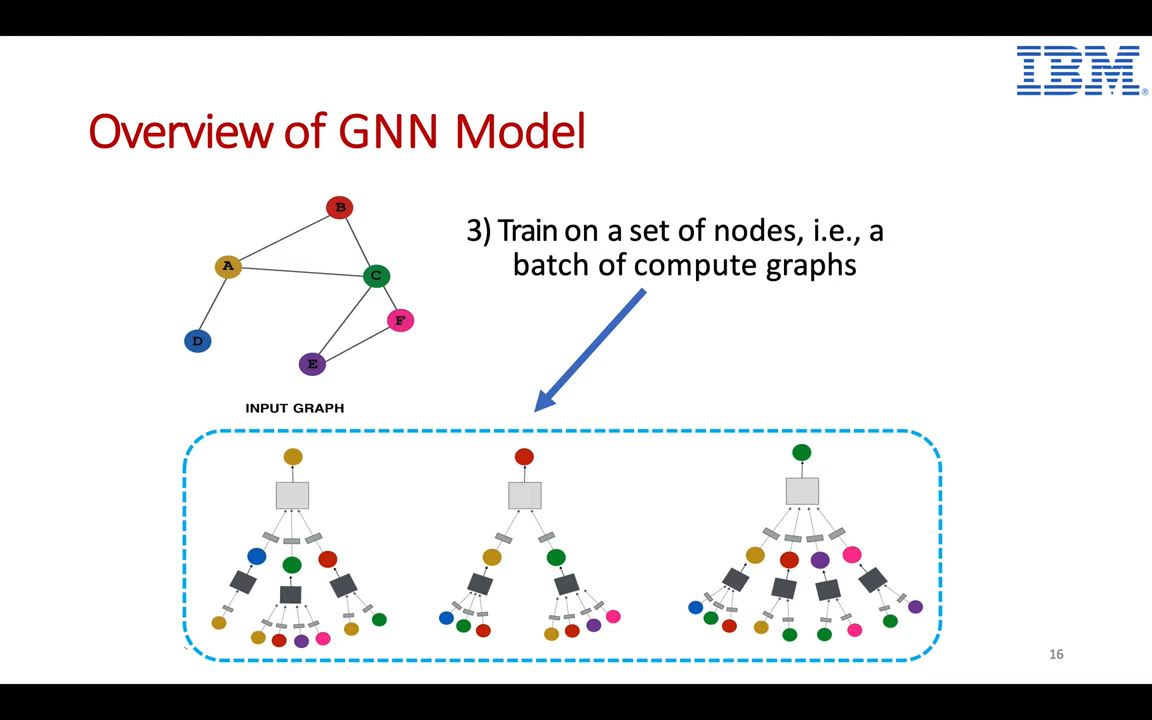 IBM®
Overview of GNN Model
B
3) Train on a set of nodes, i.e., a
batch of compute graphs
A
C
F
D
E
INPUT GRAPH
16